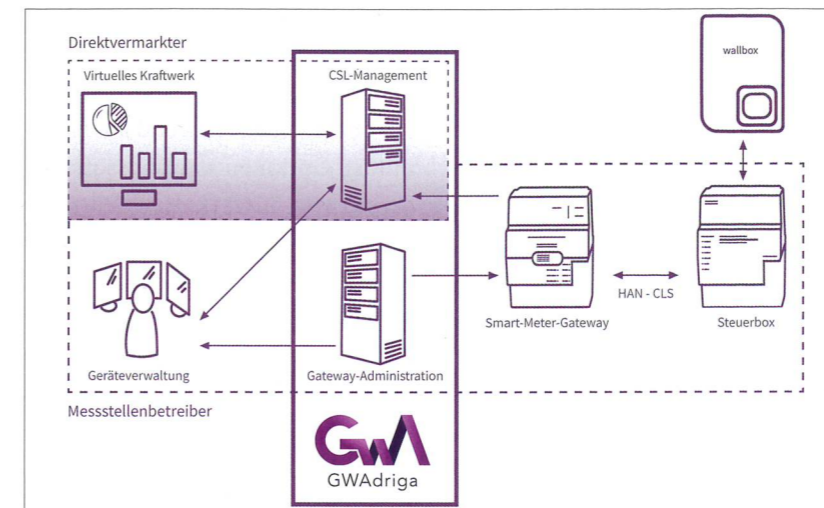 Direktvermarkter
Virtuelles Kraftwerk
CSL-Management
wallbox
HAN - CLS
Smart-Meter-Gateway
Steuerbox
Geräteverwaltung
Gateway-Administration
Messstellenbetreiber
GWA
GWAdriga